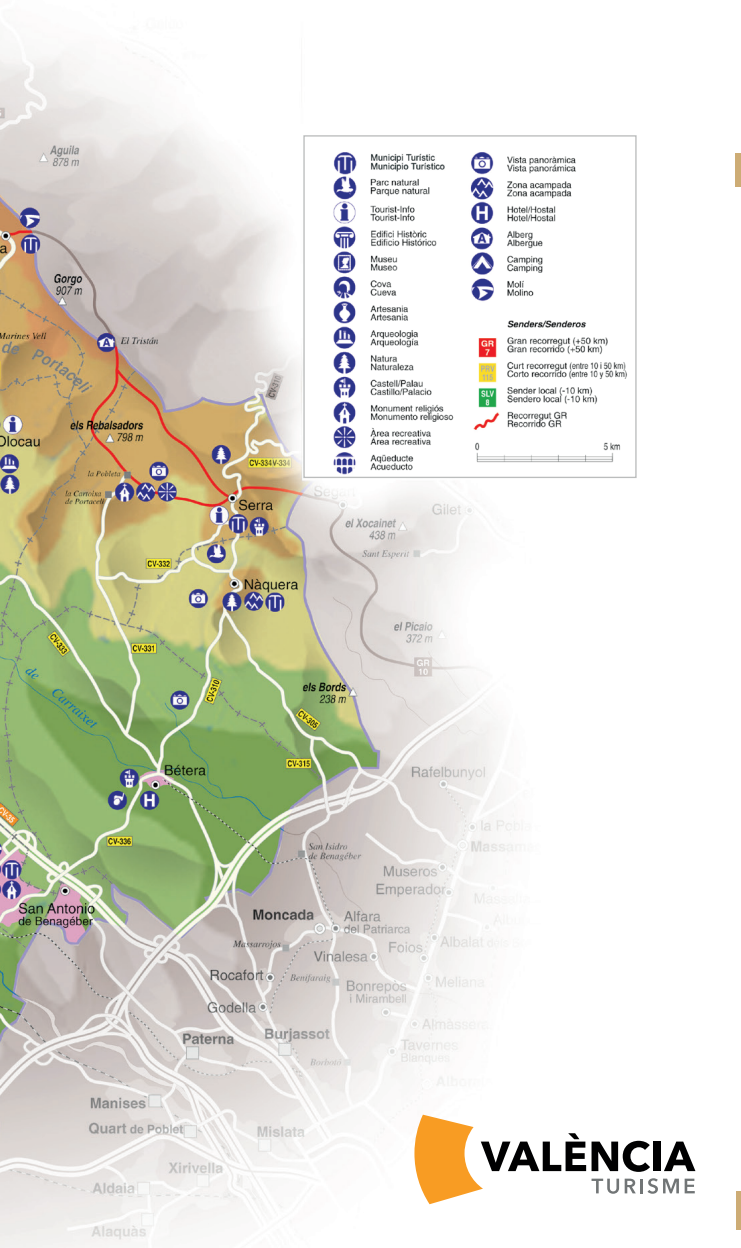 Aguila
878 m
Municipi Turístic
Municipio Turístico
Parc natural
Parque natural
Tourist-Info
Tourist-Info
Edifici Històric
Edificio Histórico
Museu
Museo
Cova
Cueva
Artesania
Artesanía
Arqueologia
Arqueología
Natura
Naturaleza
Castell/Palau
Castillo/Palacio
Monument religiós
Monumento religioso
Àrea recreativa
Área recreativa
Aqüeducte
Acueducto
Vista panoràmica
Vista panorámica
Zona acampada
Zona acampada
Hotel/Hostal
Hotel/Hostal
Alberg
Albergue
Camping
Camping
Molí
Molino
Senders/Senderos
GR
7
Gran recorregut (+50 km)
Gran recorrido (+50 km)
PRV
Curt recorregut (entre 10 i 50 km)
Corto recorrido (entre 10 y 50 km)
SLV
8
Sender local (-10 km)
Sendero local (-10 km)
Recorregut GR
Recorrido GR
0
5 km
a
Gorgo
907 m
Marines Vell
de Portaceli
El Tristán
CV-310
els Rebalsadors
798 m
Olocau
la Pobleta
la Cartoixa
de Portaceli
CV-334
V-334
Serra
Gilet
el Xocainet
438 m
Sant Esperit
CV-332
Nàquera
el Picaio
372 m
GR
10
CV-333
CV-331
CV-310
de Carraixet
els Bords
238 m
CV-305
CV-315
Bétera
Rafelbunyol
CV-35
CV-336
San Isidro
de Benagéber
la Pobla
Massam
Museros
Emperador
San Antonio
de Benagéber
Moncada
Alfara
del Patriarca
Massarrojos
Vinalesa
Foios
Albalat
Rocafort
Benifaraig
Bonrepos
i Mirambell
Meliana
Godella
Almàssera
Paterna
Burjassot
Tavernes
Blanques
Borbotó
Manises
Quart de Poblet
Mislata
Xirivella
Aldaia
Alaquàs
VALÈNCIA
TURISME